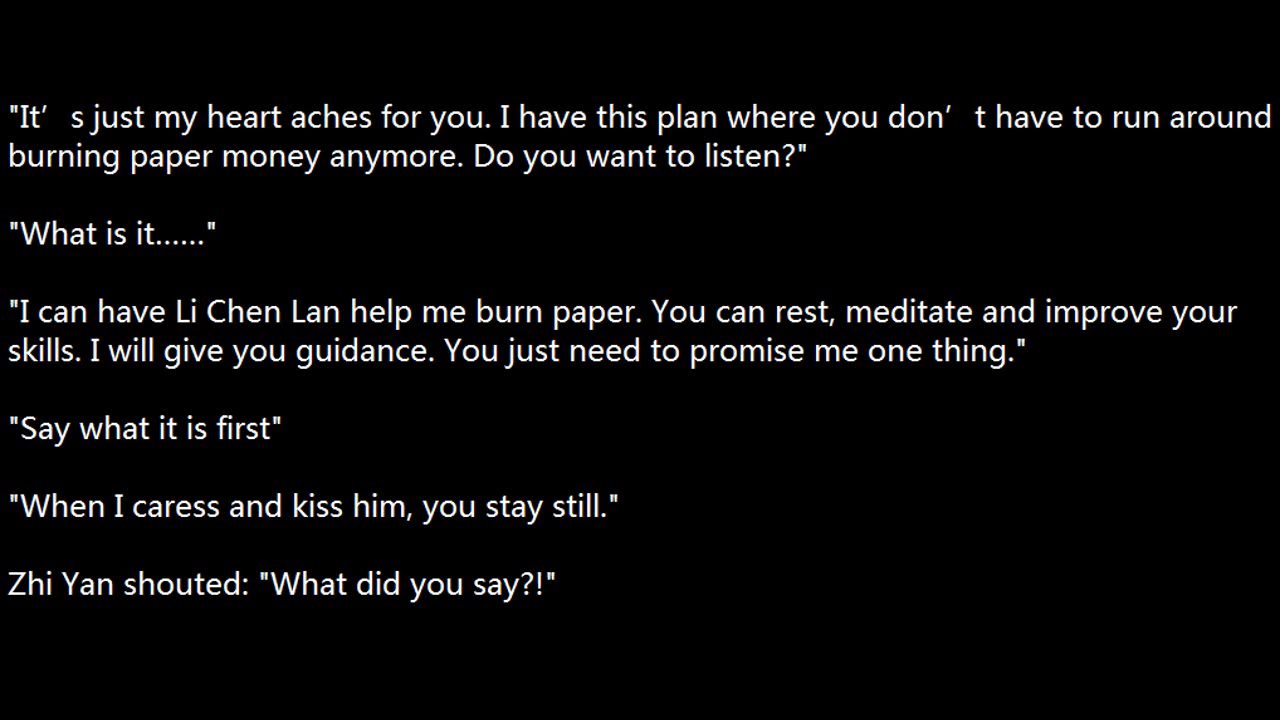 "It’s just my heart aches for you. I have this plan where you don’t have to run around
burning paper money anymore. Do you want to listen?"
"What is it......"
"I can have Li Chen Lan help me burn paper. You can rest, meditate and improve your
skills. I will give you guidance. You just need to promise me one thing."
"Say what it is first"
"When I caress and kiss him, you stay still."
Zhi Yan shouted: "What did you say?!"